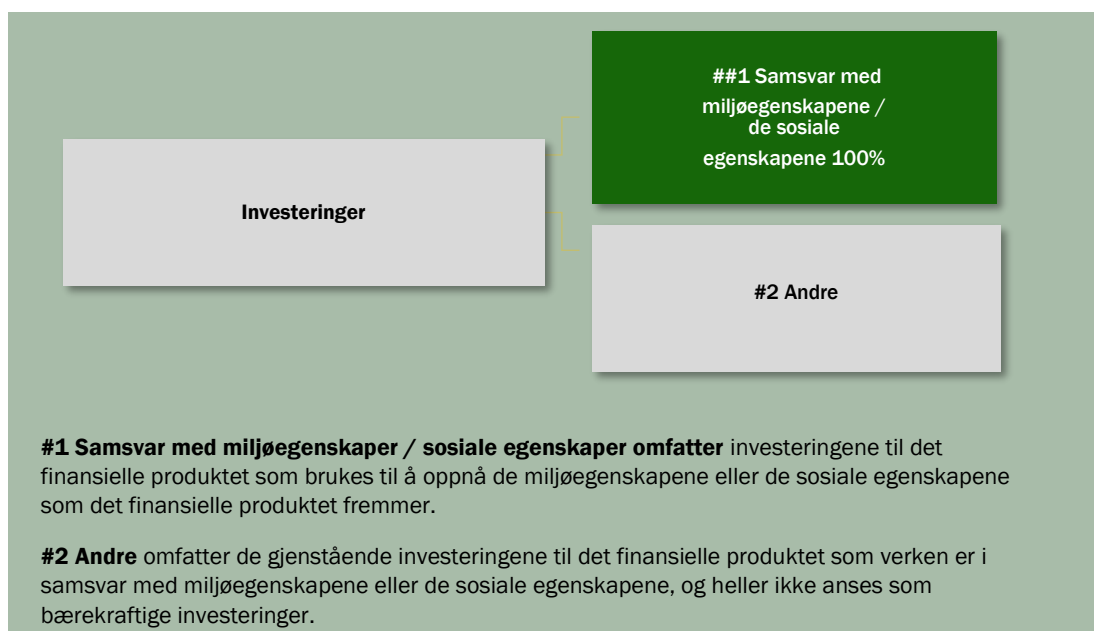 ##1 Samsvar med
miljøegenskapene /
de sosiale
egenskapene 100%
Investeringer
#2 Andre
#1 Samsvar med miljøegenskaper / sosiale egenskaper omfatter investeringene til det
finansielle produktet som brukes til å oppnå de miljøegenskapene eller de sosiale egenskapene
som det finansielle produktet fremmer.
#2 Andre omfatter de gjenstående investeringene til det finansielle produktet som verken er i
samsvar med miljøegenskapene eller de sosiale egenskapene, og heller ikke anses som
bærekraftige investeringer.